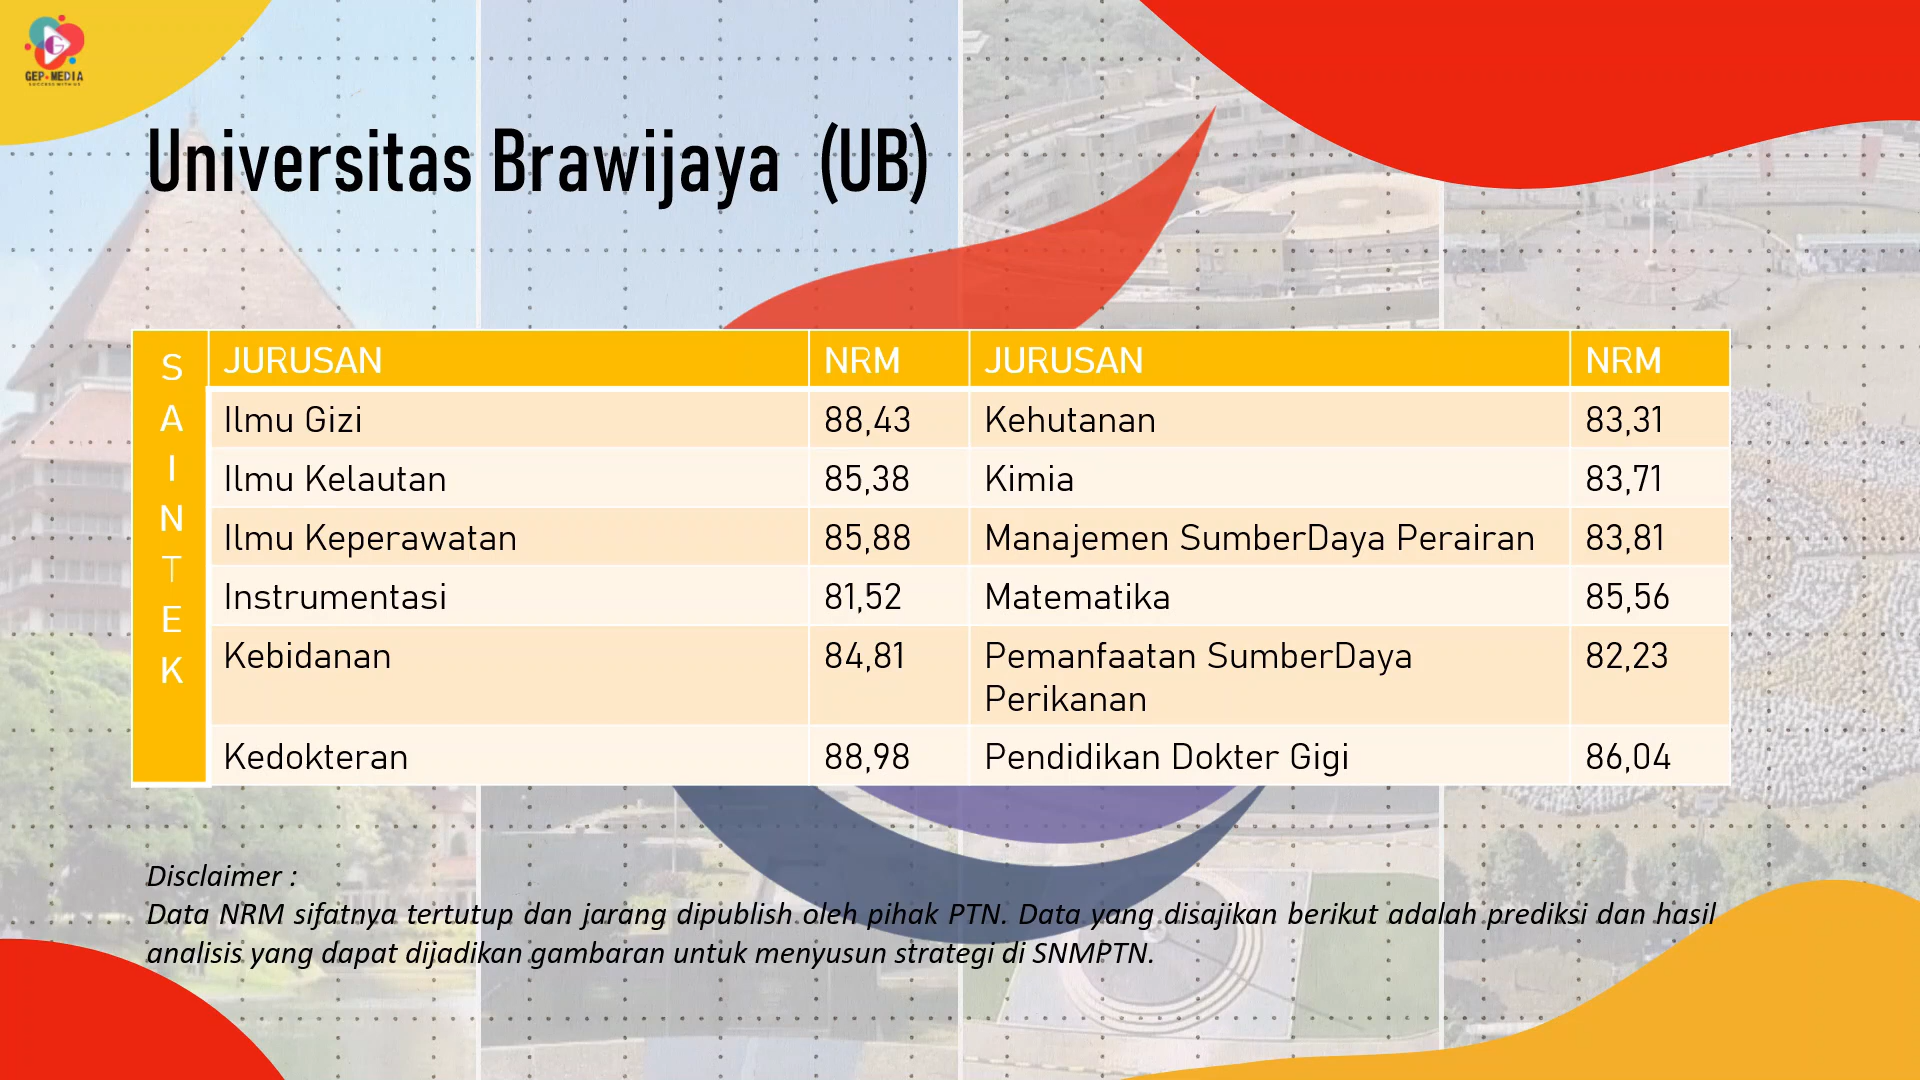 GEP MEDIA
SUCCESS WITH US
Universitas Brawijaya (UB)
S
A
I
N
T
E
K
JURUSAN NRM JURUSAN NRM
Ilmu Gizi 88,43 Kehutanan 83,31
Ilmu Kelautan 85,38 Kimia 83,71
Ilmu Keperawatan 85,88 Manajemen SumberDaya Perairan 83,81
Instrumentasi 81,52 Matematika 85,56
Kebidanan 84,81 Pemanfaatan SumberDaya 82,23
Perikanan
Kedokteran 88,98 Pendidikan Dokter Gigi 86,04
Disclaimer :
Data NRM sifatnya tertutup dan jarang dipublish oleh pihak PTN. Data yang disajikan berikut adalah prediksi dan hasil
analisis yang dapat dijadikan gambaran untuk menyusun strategi di SNMPTN.